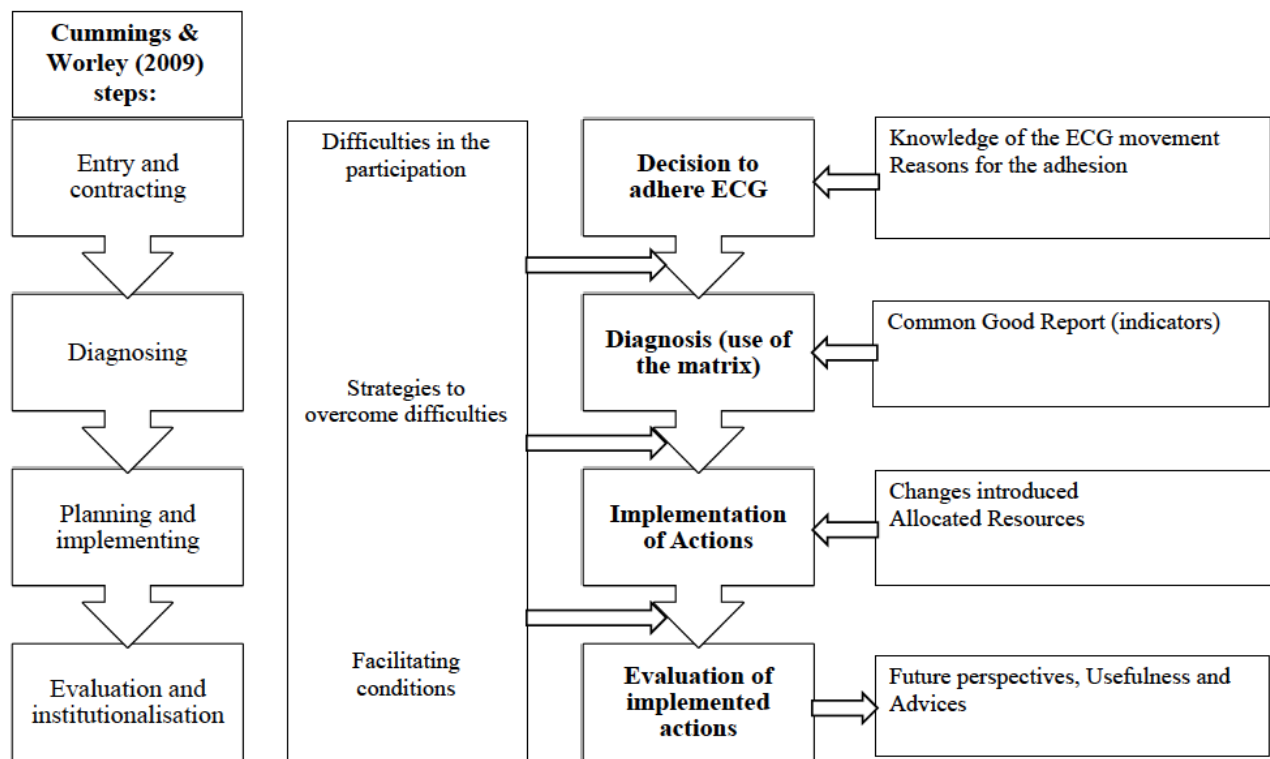 Cummings &
Worley (2009)
steps:
Entry and
contracting
Diagnosing
Planning and
implementing
Evaluation and
institutionalisation
Difficulties in the
participation
Strategies to
overcome difficulties
Facilitating
conditions
Decision to
adhere ECG
Diagnosis (use of
the matrix)
Implementation
of Actions
Evaluation of
implemented
actions
Knowledge of the ECG movement
Reasons for the adhesion
Common Good Report (indicators)
Changes introduced
Allocated Resources
Future perspectives, Usefulness and
Advices